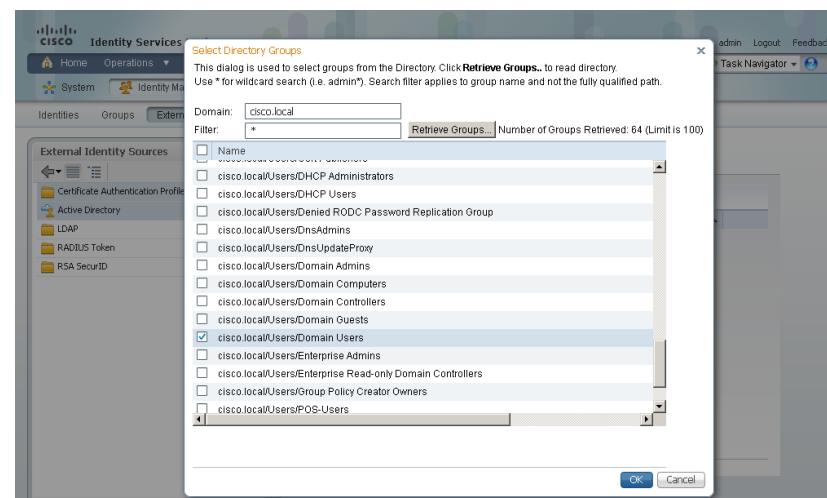 CISCO Identity Services
Select Directory Groups
admin Logout Feedbac
Home Operations
This dialog is used to select groups from the Directory. Click Retrieve Groups.. to read directory.
Task Navigator
Use * for wildcard search (i.e. admin*). Search filter applies to group name and not the fully qualified path.
System Identity Ma
Identities Groups Extern
Domain: cisco.local
Filter: * Retrieve Groups... Number of Groups Retrieved: 64 (Limit is 100)
External Identity Sources
Name
cisco.local/Users/DHCP Administrators
Certificate Authentication Profile
cisco.local/Users/DHCP Users
Active Directory
cisco.local/Users/Denied RODC Password Replication Group
LDAP
cisco.local/Users/DnsAdmins
RADIUS Token
cisco.local/Users/DnsUpdateProxy
RSA SecurID
cisco.local/Users/Domain Admins
cisco.local/Users/Domain Computers
cisco.local/Users/Domain Controllers
cisco.local/Users/Domain Guests
cisco.local/Users/Domain Users
cisco.local/Users/Enterprise Admins
cisco.local/Users/Enterprise Read-only Domain Controllers
cisco.local/Users/Group Policy Creator Owners
cisco.local/Users/POS-Users
OK Cancel